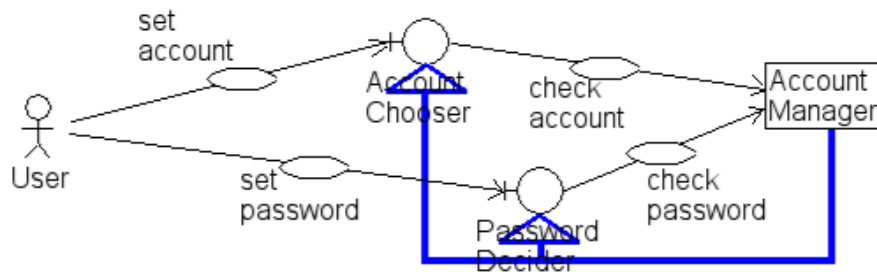 set
account
Account
Chooser
check
account
Account
Manager
User
set
password
Password
Decider
check
password